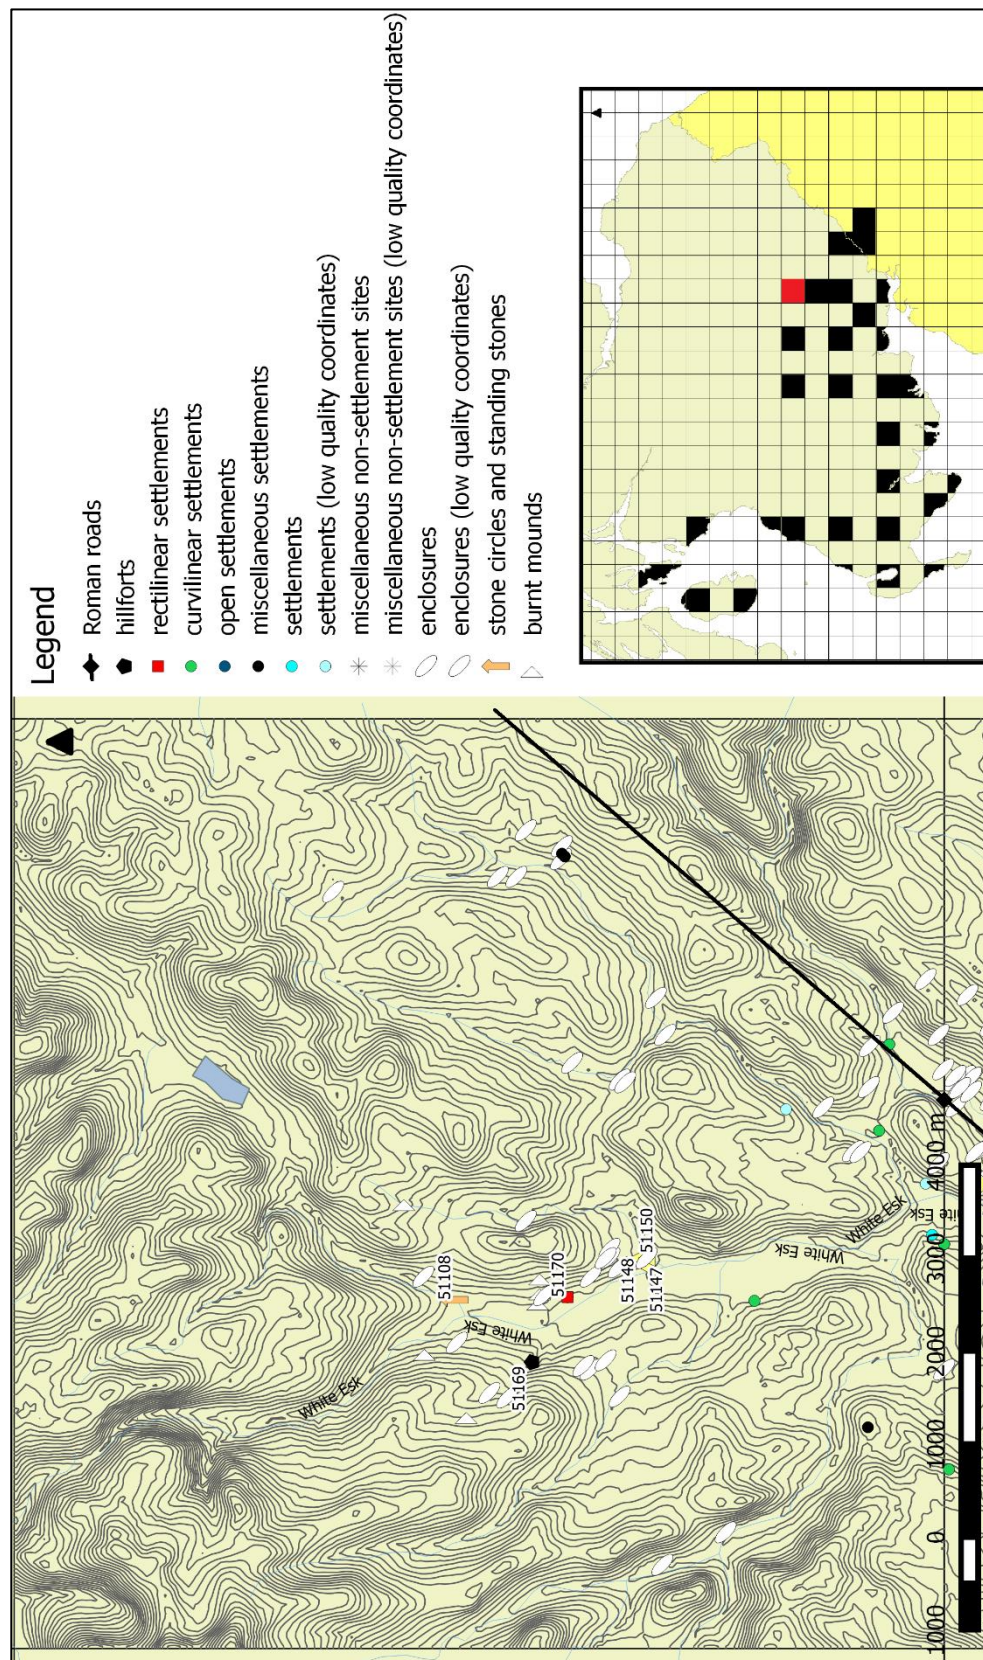 Legend
Roman roads
hillforts
rectilinear settlements
curvilinear settlements
open settlements
miscellaneous settlements
settlements
settlements (low quality coordinates)
miscellaneous non-settlement sites
miscellaneous non-settlement sites (low quality coordinates)
enclosures
enclosures (low quality coordinates)
stone circles and standing stones
burnt mounds
White Esk
51108
White Esk
51169
51170
51148
51150
51147
White Esk
White Esk
White Esk
1000 0 1000 2000 3000 4000 m